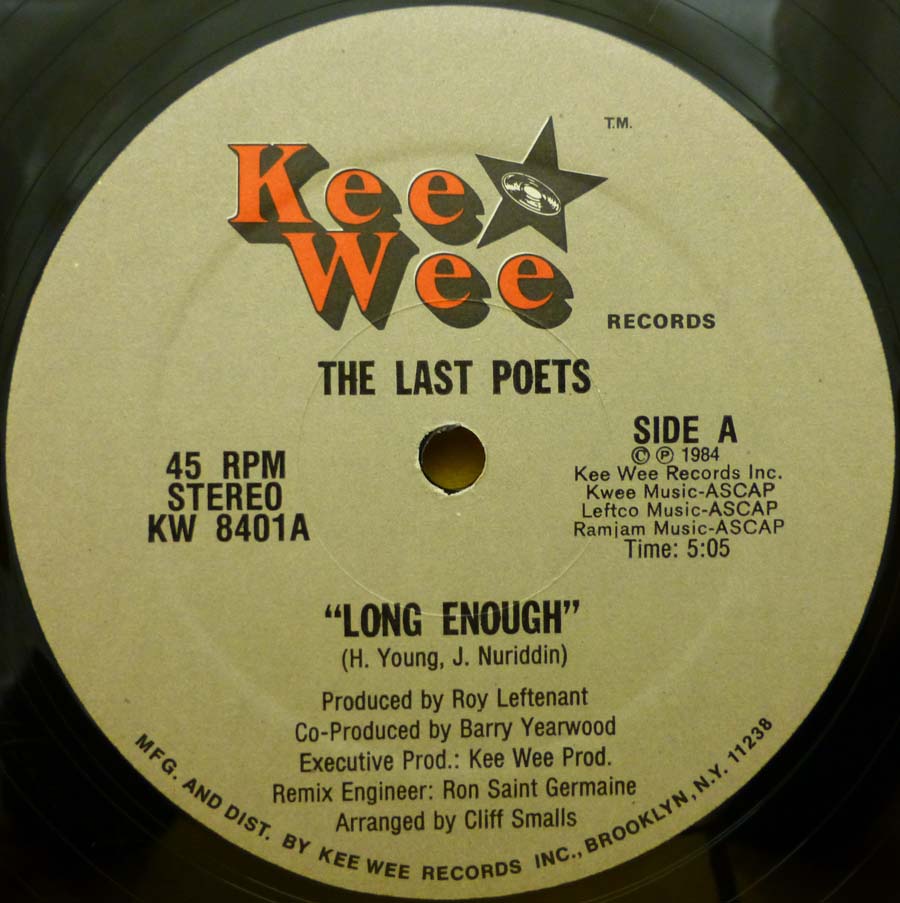 Kee
Wee
T.M.
RECORDS
THE LAST POETS
45 RPM
STEREO
KW 8401A
SIDE A
© ℗ 1984
Kee Wee Records Inc.
Kwee Music-ASCAP
Leftco Music-ASCAP
Ramjam Music-ASCAP
Time: 5:05
“LONG ENOUGH”
(H. Young, J. Nuriddin)
Produced by Roy Leftenant
Co-Produced by Barry Yearwood
Executive Prod.: Kee Wee Prod.
Remix Engineer: Ron Saint Germaine
Arranged by Cliff Smalls
MFG. AND DIST. BY KEE WEE RECORDS INC., BROOKLYN, N.Y. 11238